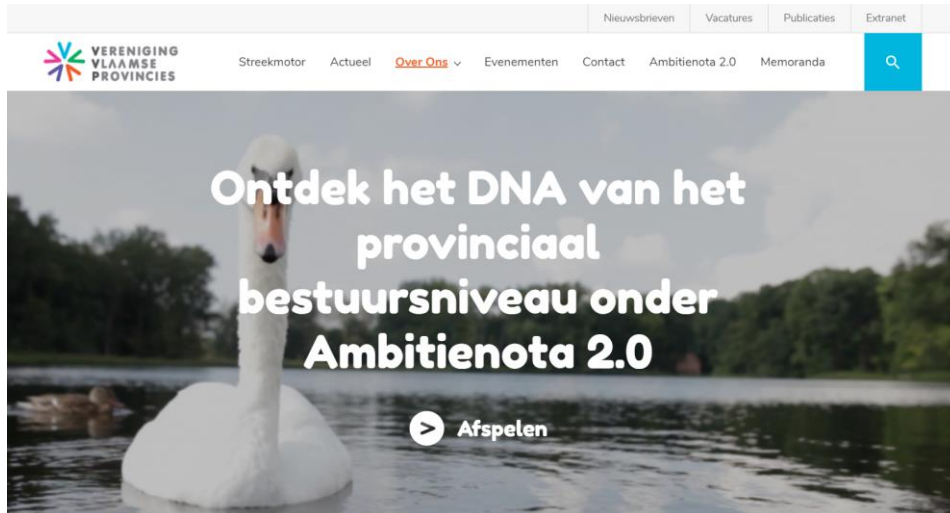 Nieuwsbrieven Vacatures Publicaties Extranet
VERENIGING
VLAAMSE
PROVINCIES
Streekmotor Actueel Over Ons Evenementen Contact Ambitienota 2.0 Memoranda
Ontdek het DNA van het
provinciaal
bestuursniveau onder
Ambitienota 2.0
Afspelen